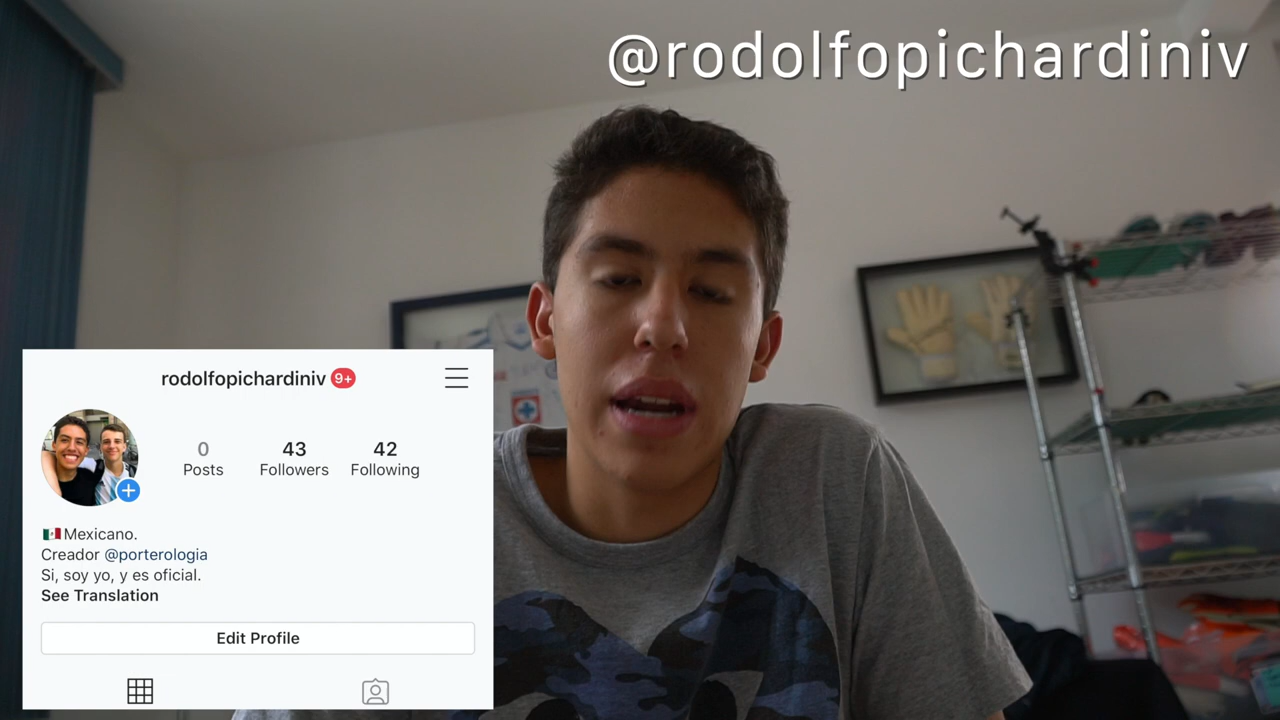 @rodolfopichardiniv
rodolfopichardiniv 9+
0 43 42
Posts Followers Following
🇲🇽Mexicano.
Creador @porterologia
Si, soy yo, y es oficial.
See Translation
Edit Profile